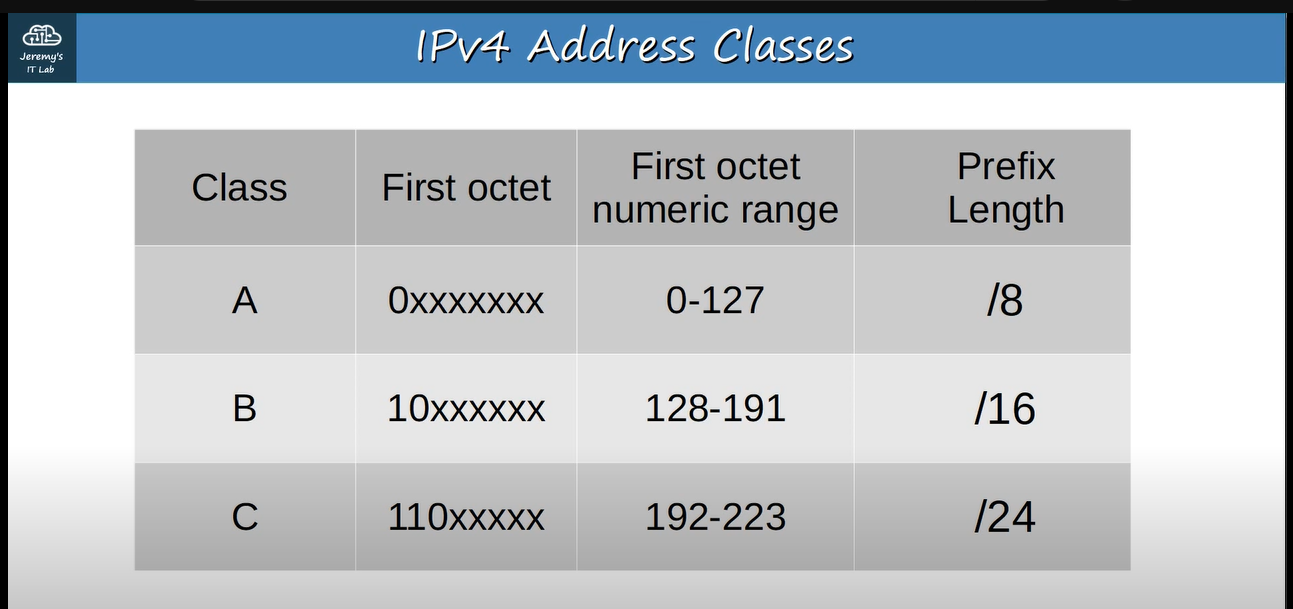 Jeremy's
IT Lab
IPv4 Address Classes
Class First octet First octet numeric range Prefix Length
A 0xxxxxxx 0-127 /8
B 10xxxxxx 128-191 /16
C 110xxxxx 192-223 /24